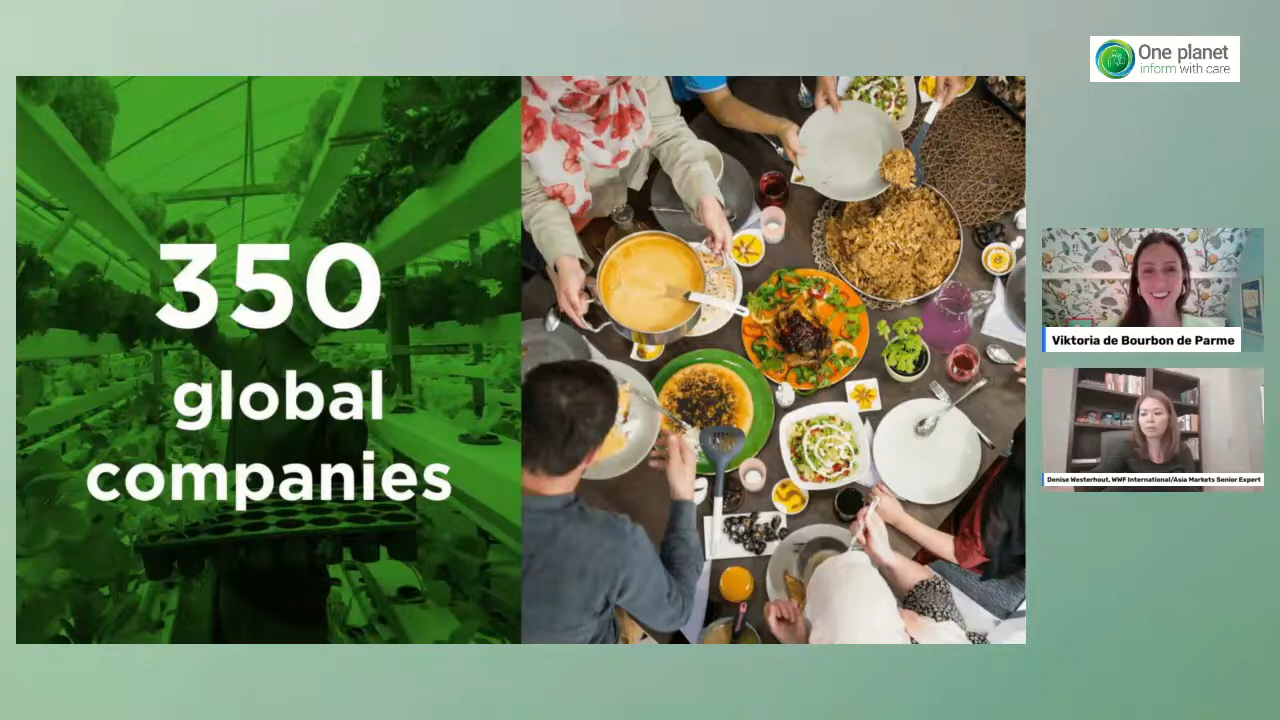 One planet
inform with care
350
global
companies
Viktoria de Bourbon de Parme
Denise Westerhout, WWF International/Asia Markets Senior Expert